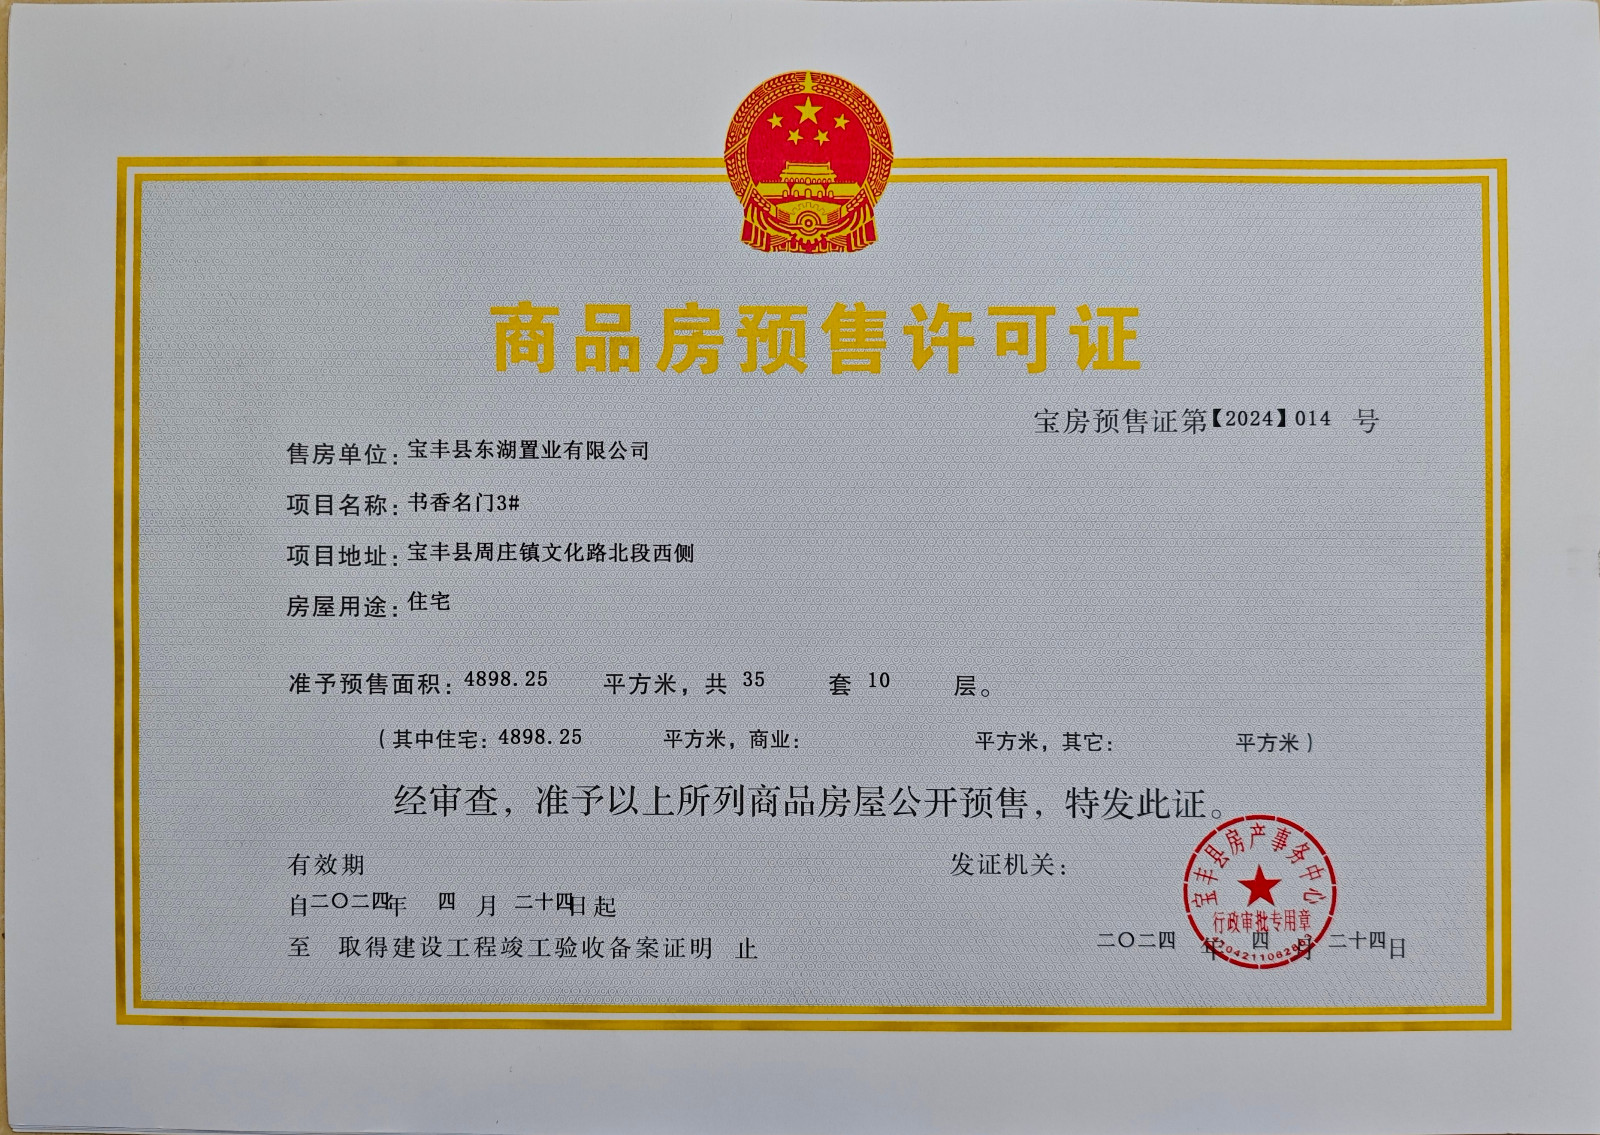 商品房预售许可证
宝房预售证第【2024】014 号
售房单位：宝丰县东湖置业有限公司
项目名称：书香名门3#
项目地址：宝丰县周庄镇文化路北段西侧
房屋用途：住宅
准予预售面积：4898.25 平方米，共 35 套 10 层。
（其中住宅：4898.25 平方米，商业： 平方米，其它： 平方米）
经审查，准予以上所列商品房屋公开预售，特发此证。
有效期
发证机关：
自二〇二四年 四 月 二十四日起
至 取得建设工程竣工验收备案证明 止
宝丰县房产事务中心
行政审批专用章
二〇二四 年 四 月 二十四日